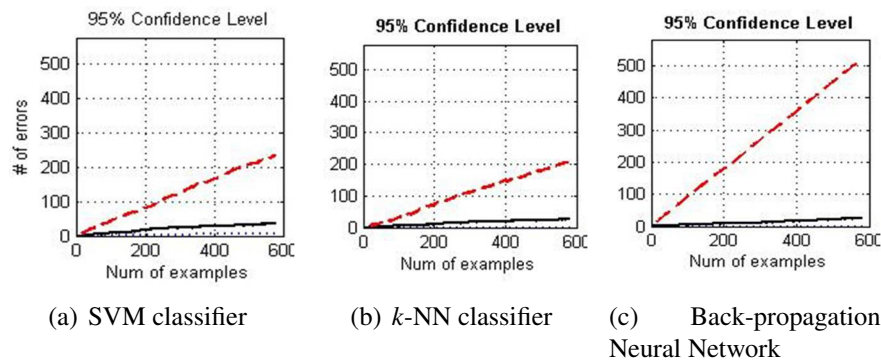 95% Confidence Level
500
400
300
200
100
0
# of errors
0 200 400 600
Num of examples
(a) SVM classifier
95% Confidence Level
500
400
300
200
100
0
0 200 400 600
Num of examples
(b) k-NN classifier
95% Confidence Level
500
400
300
200
100
0
0 200 400 600
Num of examples
(c) Back-propagation
Neural Network